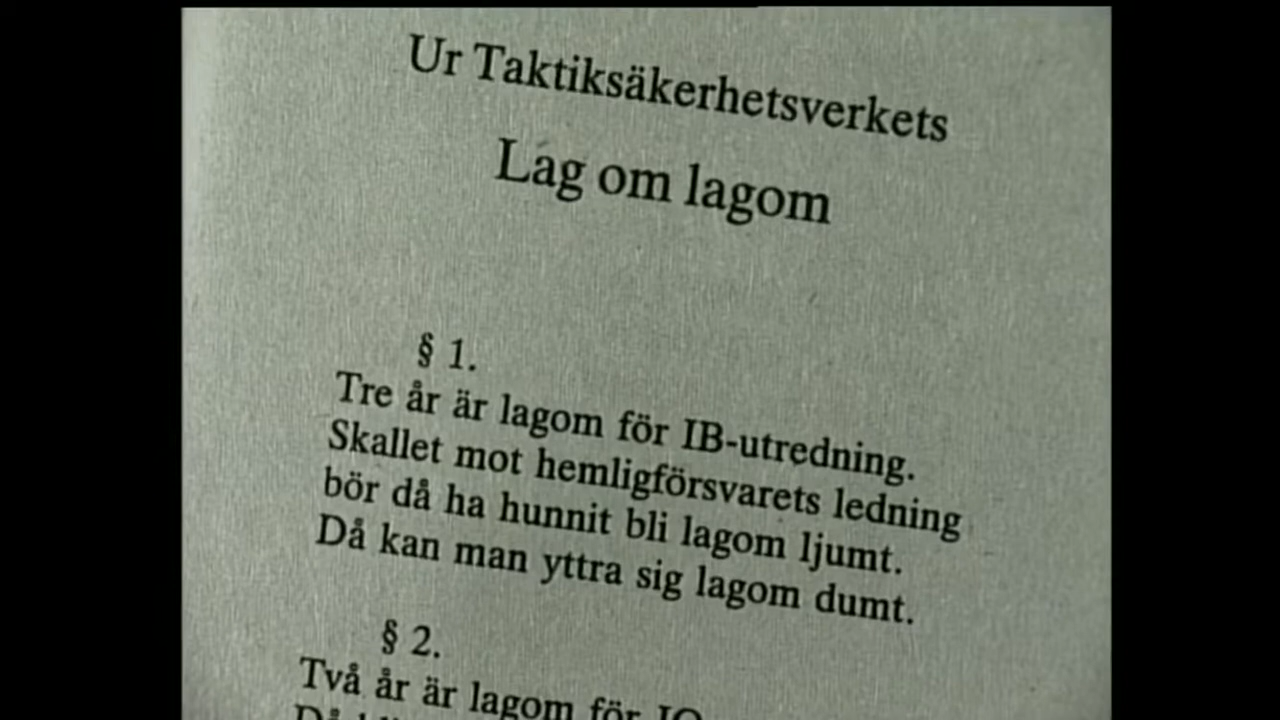 Ur Taktiksäkerhetsverkets
Lag om lagom
§ 1.
Tre år är lagom för IB-utredning.
Skallet mot hemligförsvarets ledning
bör då ha hunnit bli lagom ljumt.
Då kan man yttra sig lagom dumt.
§ 2.
Två år är lagom för JO